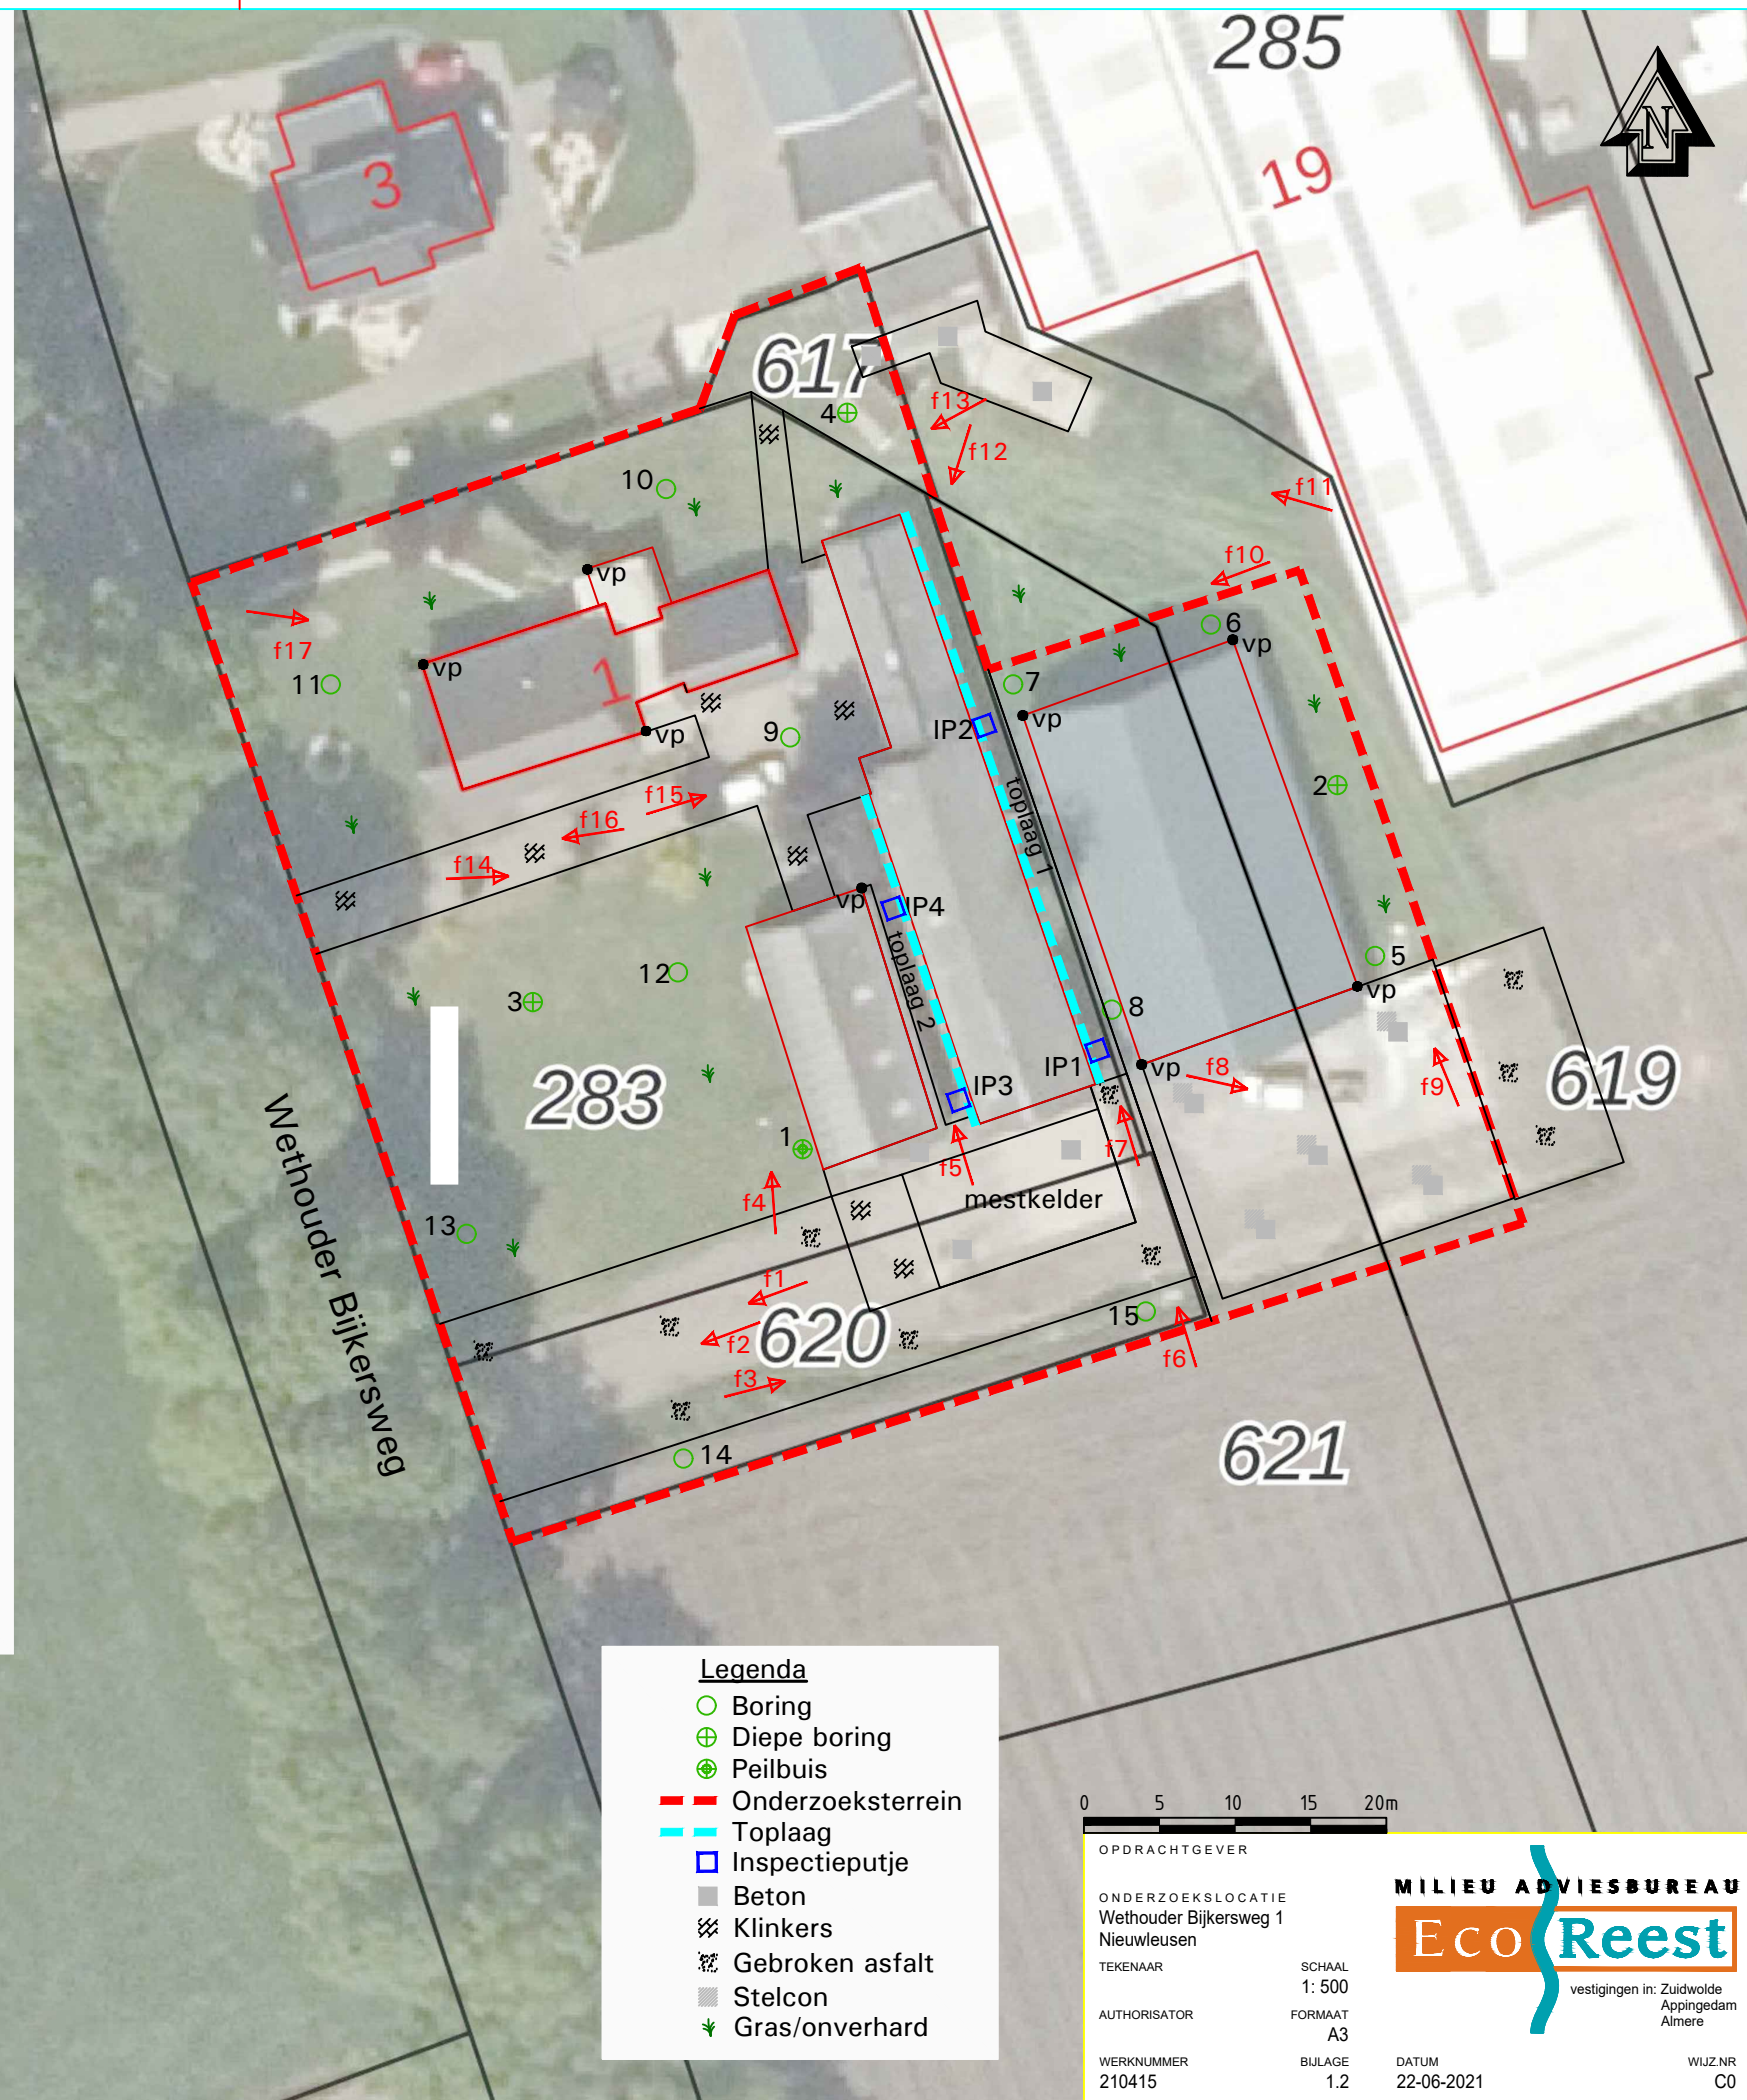 285
N
3
19
617
4
f13
f12
10
f11
f10
vp
6
vp
f17
11
vp
1
7
vp
vp
9
IP2
2
f15
f16
toplaag 1
f14
vp
IP4
5
toplaag 2
12
vp
3
8
IP1
vp
f8
619
283
IP3
f9
1
f7
f5
f4
mestkelder
13
Wethouder Bijkersweg
f1
15
f2
620
f6
f3
14
621
Legenda
Boring
Diepe boring
Peilbuis
Onderzoeksterrein
Toplaag
Inspectieputje
Beton
Klinkers
Gebroken asfalt
Stelcon
Gras/onverhard
0 5 10 15 20m
OPDRACHTGEVER
ONDERZOEKSLOCATIE
Wethouder Bijkersweg 1
Nieuwleusen
TEKENAAR SCHAAL
1: 500
AUTHORISATOR FORMAAT
A3
WERKNUMMER BIJLAGE DATUM WIJZ.NR
210415 1.2 22-06-2021 C0
MILIEU ADVIESBUREAU
Eco Reest
vestigingen in: Zuidwolde
Appingedam
Almere